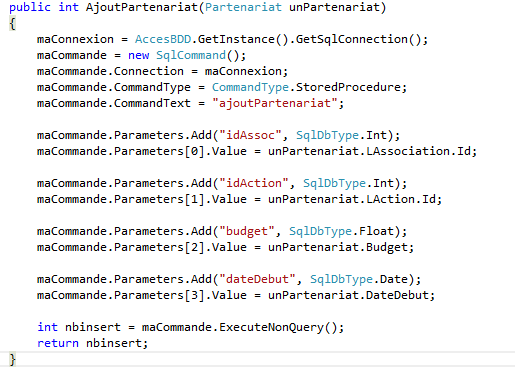 public int AjoutPartenariat(Partenariat unPartenariat)
{
maConnexion = AccesBDD.GetInstance().GetSqlConnection();
maCommande = new SqlCommand();
maCommande.Connection = maConnexion;
maCommande.CommandType = CommandType.StoredProcedure;
maCommande.CommandText = "ajoutPartenariat";
maCommande.Parameters.Add("idAssoc", SqlDbType.Int);
maCommande.Parameters[0].Value = unPartenariat.LAssociation.Id;
maCommande.Parameters.Add("idAction", SqlDbType.Int);
maCommande.Parameters[1].Value = unPartenariat.LAction.Id;
maCommande.Parameters.Add("budget", SqlDbType.Float);
maCommande.Parameters[2].Value = unPartenariat.Budget;
maCommande.Parameters.Add("dateDebut", SqlDbType.Date);
maCommande.Parameters[3].Value = unPartenariat.DateDebut;
int nbinsert = maCommande.ExecuteNonQuery();
return nbinsert;
}